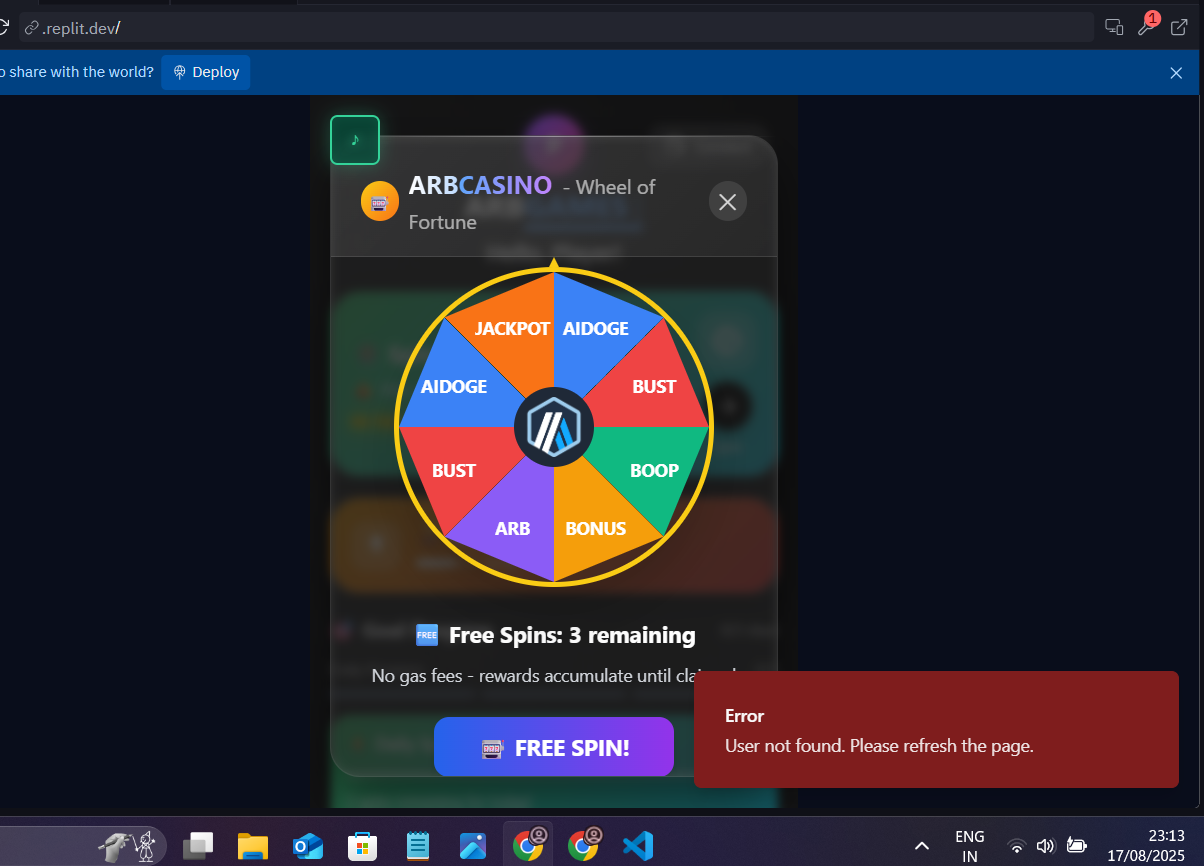 .replit.dev/
1
o share with the world?
Deploy
ARBCASINO - Wheel of
Fortune
JACKPOT
AIDOGE
AIDOGE
BUST
BUST
BOOP
ARB
BONUS
FREE Free Spins: 3 remaining
No gas fees - rewards accumulate until
Error
User not found. Please refresh the page.
FREE SPIN!
ENG
IN
23:13
17/08/2025